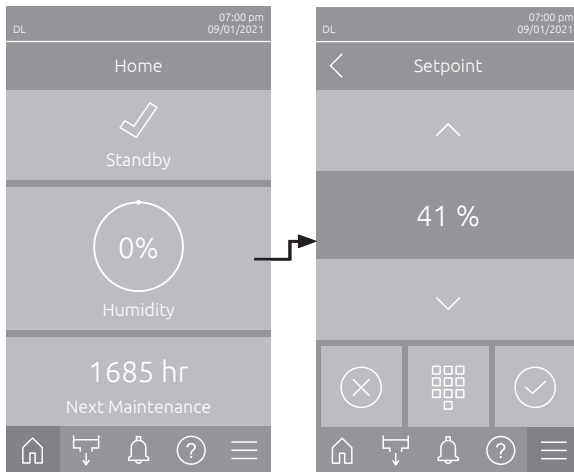 07:00 pm
DL
09/01/2021
Home
Standby
0%
Humidity
1685 hr
Next Maintenance
?
07:00 pm
DL
09/01/2021
Setpoint
41 %
?